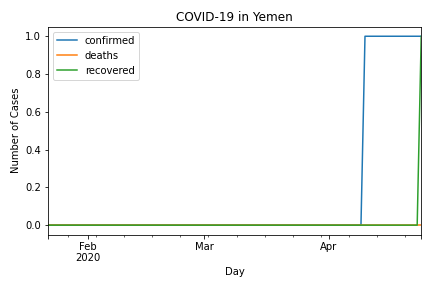 COVID-19 in Yemen
confirmed
deaths
recovered
Number of Cases
1.0
0.8
0.6
0.4
0.2
0.0
Feb
2020
Mar
Apr
Day